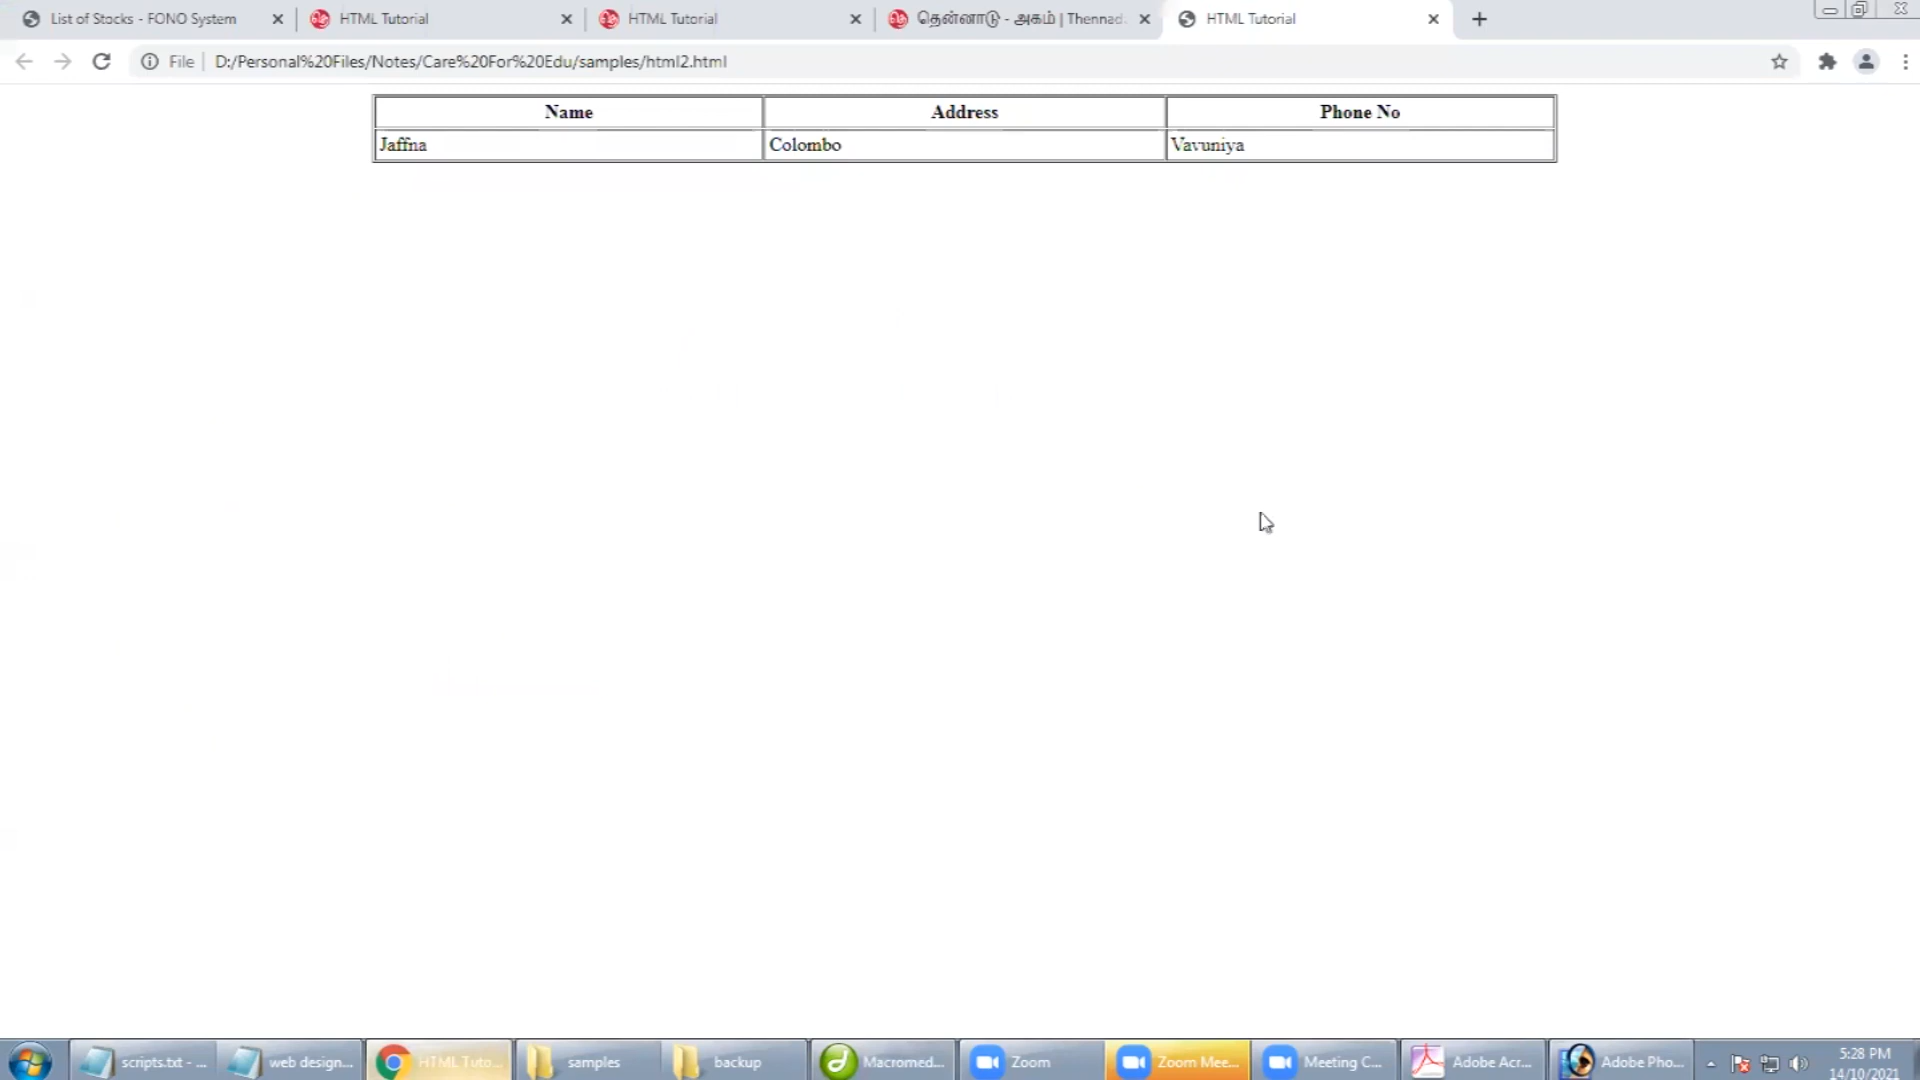 List of Stocks - FONO System
HTML Tutorial
HTML Tutorial
தென்னாடு - அகம் | Thennad
HTML Tutorial
File | D:/Personal%20Files/Notes/Care%20For%20Edu/samples/html2.html
Name Address Phone No
Jaffna Colombo Vavuniya
scripts.txt - ...
web design...
HTML Tuto...
samples
backup
Macromed...
Zoom
Zoom Mee...
Meeting C...
Adobe Acr...
Adobe Pho...
5:28 PM
14/10/2021